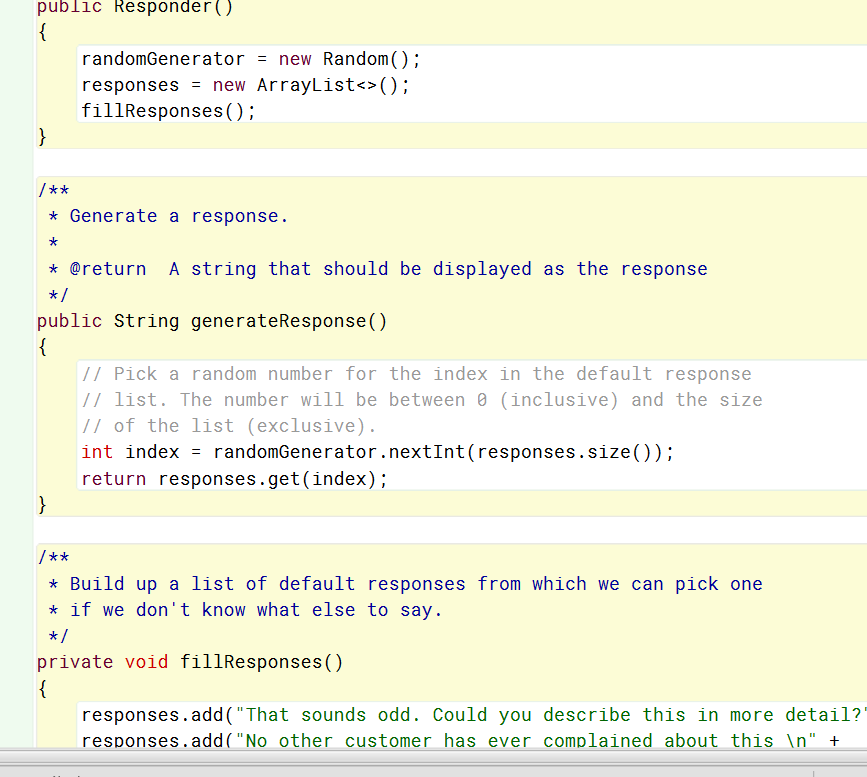 public Responder()
{
randomGenerator = new Random();
responses = new ArrayList<>();
fillResponses();
}
/**
* Generate a response.
*
* @return  A string that should be displayed as the response
*/
public String generateResponse()
{
// Pick a random number for the index in the default response
// list. The number will be between 0 (inclusive) and the size
// of the list (exclusive).
int index = randomGenerator.nextInt(responses.size());
return responses.get(index);
}
/**
* Build up a list of default responses from which we can pick one
* if we don't know what else to say.
*/
private void fillResponses()
{
responses.add("That sounds odd. Could you describe this in more detail?"
responses.add("No other customer has ever complained about this \n" +